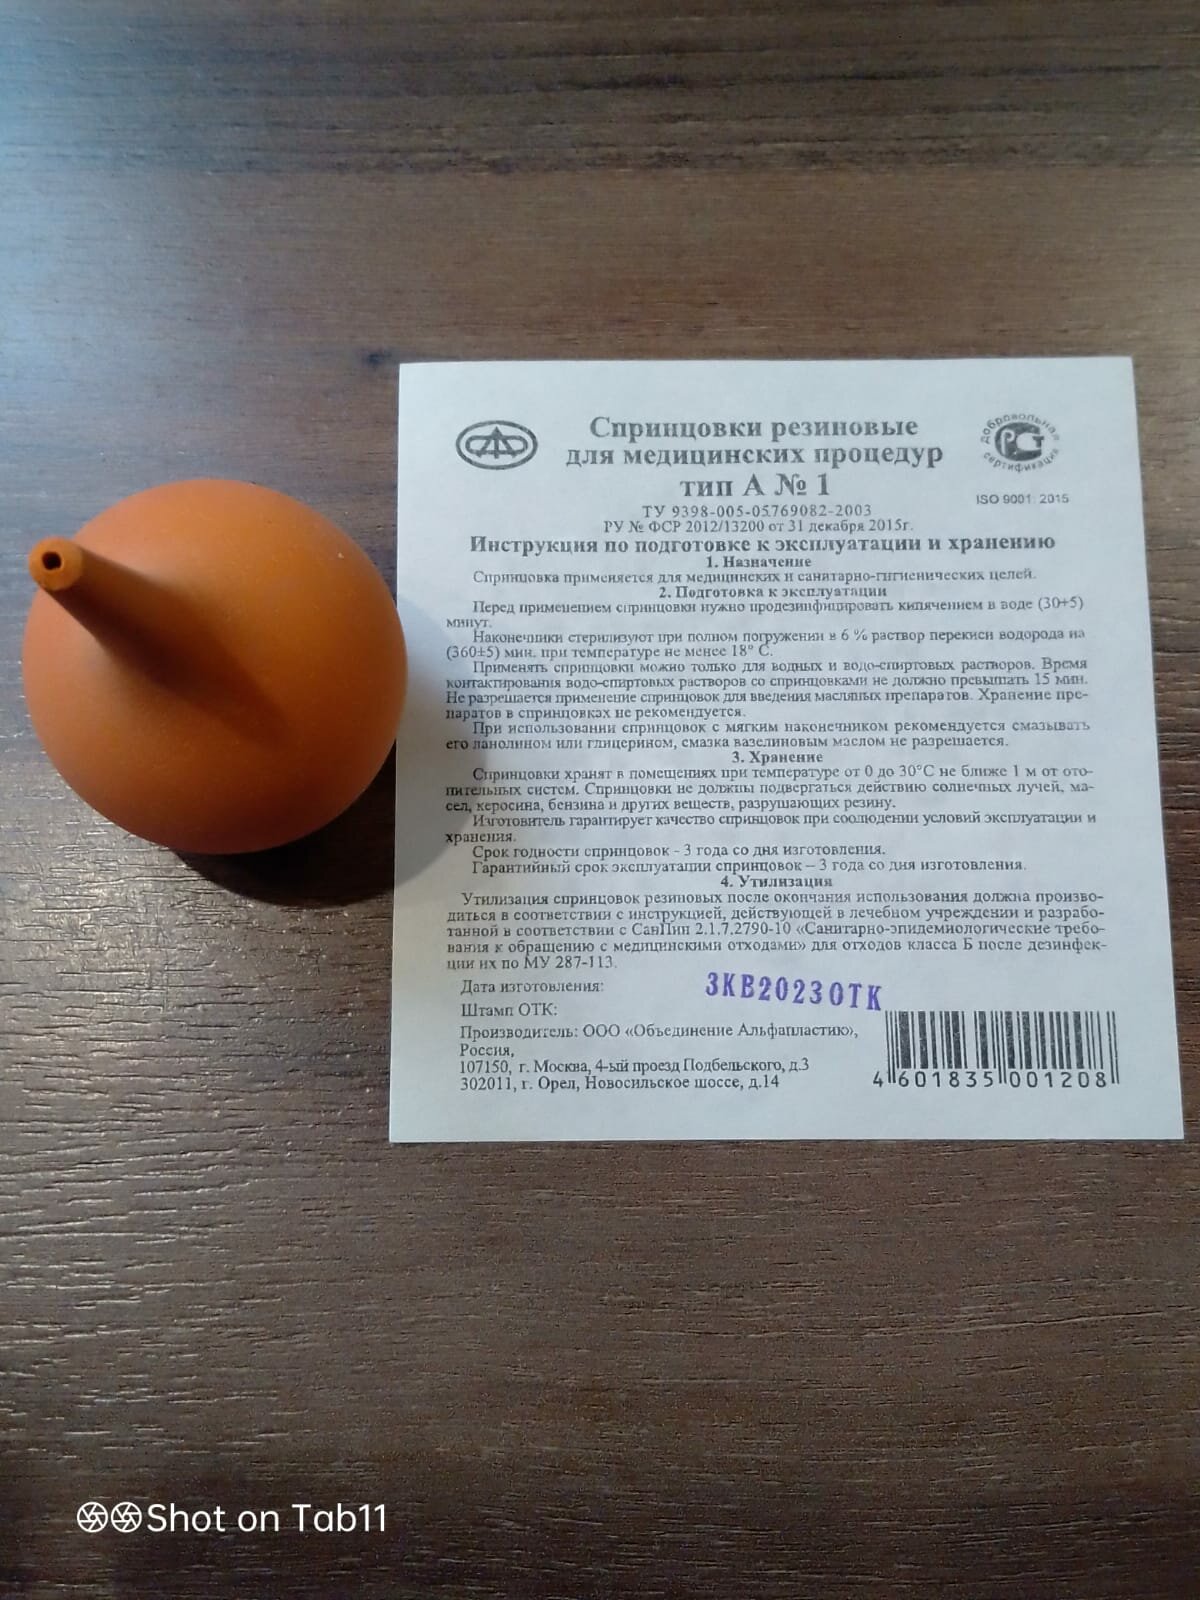 Спринцовки резиновые
для медицинских процедур
тип А № 1
добровольная
сертификация
РСТ
ISO 9001: 2015
ТУ 9398-005-05769082-2003
РУ № ФСР 2012/13200 от 31 декабря 2015г.
Инструкция по подготовке к эксплуатации и хранению
1. Назначение
Спринцовка применяется для медицинских и санитарно-гигиенических целей.
2. Подготовка к эксплуатации
Перед применением спринцовки нужно продезинфицировать кипячением в воде (30+5)
минут.
Наконечники стерилизуют при полном погружении в 6 % раствор перекиси водорода на
(360±5) мин. при температуре не менее 18° С.
Применять спринцовки можно только для водных и водо-спиртовых растворов. Время
контактирования водо-спиртовых растворов со спринцовками не должно превышать 15 мин.
Не разрешается применение спринцовок для введения масляных препаратов. Хранение пре-
паратов в спринцовках не рекомендуется.
При использовании спринцовок с мягким наконечником рекомендуется смазывать
его ланолином или глицерином, смазка вазелиновым маслом не разрешается.
3. Хранение
Спринцовки хранят в помещениях при температуре от 0 до 30°С не ближе 1 м от ото-
пительных систем. Спринцовки не должны подвергаться действию солнечных лучей, ма-
сел, керосина, бензина и других веществ, разрушающих резину.
Изготовитель гарантирует качество спринцовок при соблюдении условий эксплуатации и
хранения.
Срок годности спринцовок - 3 года со дня изготовления.
Гарантийный срок эксплуатации спринцовок – 3 года со дня изготовления.
4. Утилизация
Утилизация спринцовок резиновых после окончания использования должна произво-
диться в соответствии с инструкцией, действующей в лечебном учреждении и разрабо-
танной в соответствии с СанПин 2.1.7.2790-10 «Санитарно-эпидемиологические требо-
вания к обращению с медицинскими отходами» для отходов класса Б после дезинфек-
ции их по МУ 287-113.
Дата изготовления:
3КВ2023ОТК
Штамп ОТК:
Производитель: ООО «Объединение Альфапластик»,
Россия,
107150, г. Москва, 4-ый проезд Подбельского, д.3
302011, г. Орел, Новосильское шоссе, д.14
4 601835 001208
Shot on Tab11